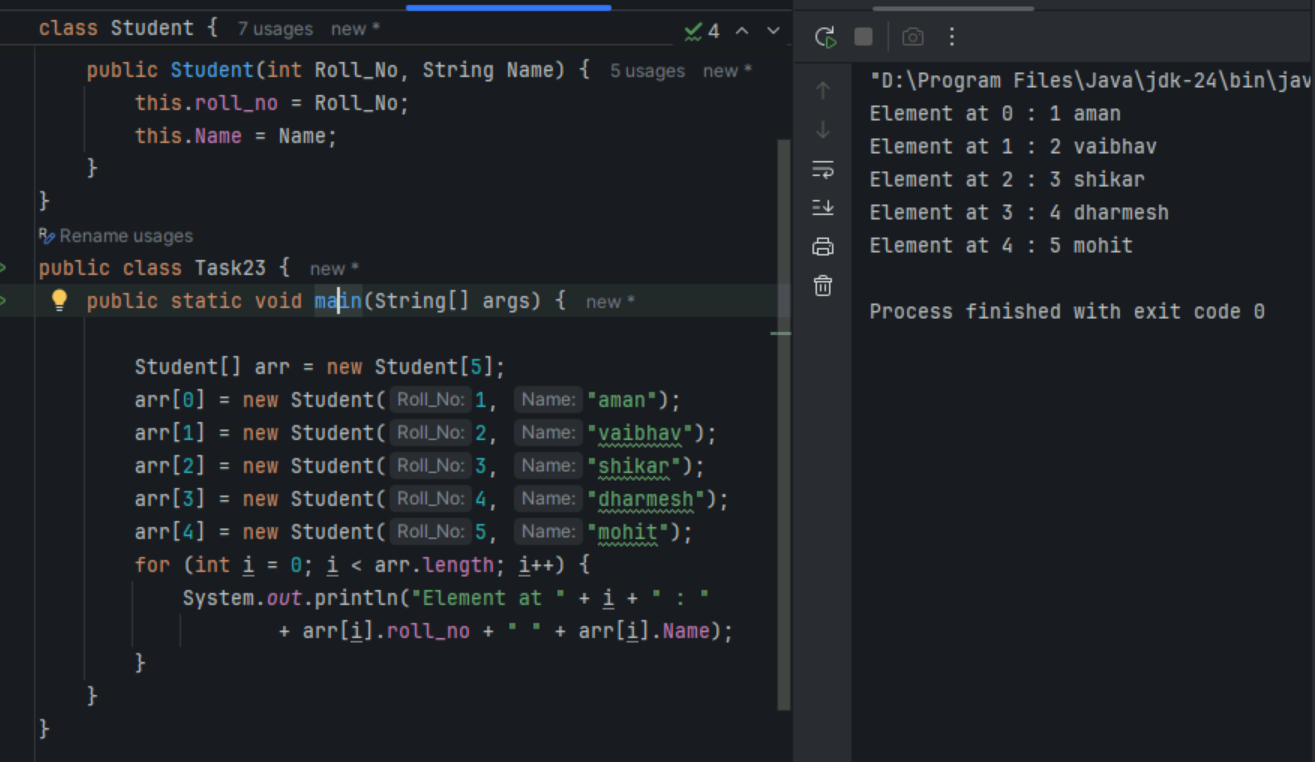 class Student {  7 usages  new *
4
public Student(int Roll_No, String Name) {  5 usages  new *
this.roll_no = Roll_No;
this.Name = Name;
}
}
Rename usages
public class Task23 {  new *
public static void main(String[] args) {  new *
Student[] arr = new Student[5];
arr[0] = new Student( Roll_No: 1,  Name: "aman");
arr[1] = new Student( Roll_No: 2,  Name: "vaibhav");
arr[2] = new Student( Roll_No: 3,  Name: "shikar");
arr[3] = new Student( Roll_No: 4,  Name: "dharmesh");
arr[4] = new Student( Roll_No: 5,  Name: "mohit");
for (int i = 0; i < arr.length; i++) {
System.out.println("Element at " + i + " : "
+ arr[i].roll_no + " " + arr[i].Name);
}
}
}
"D:\Program Files\Java\jdk-24\bin\jav
Element at 0 : 1 aman
Element at 1 : 2 vaibhav
Element at 2 : 3 shikar
Element at 3 : 4 dharmesh
Element at 4 : 5 mohit
Process finished with exit code 0